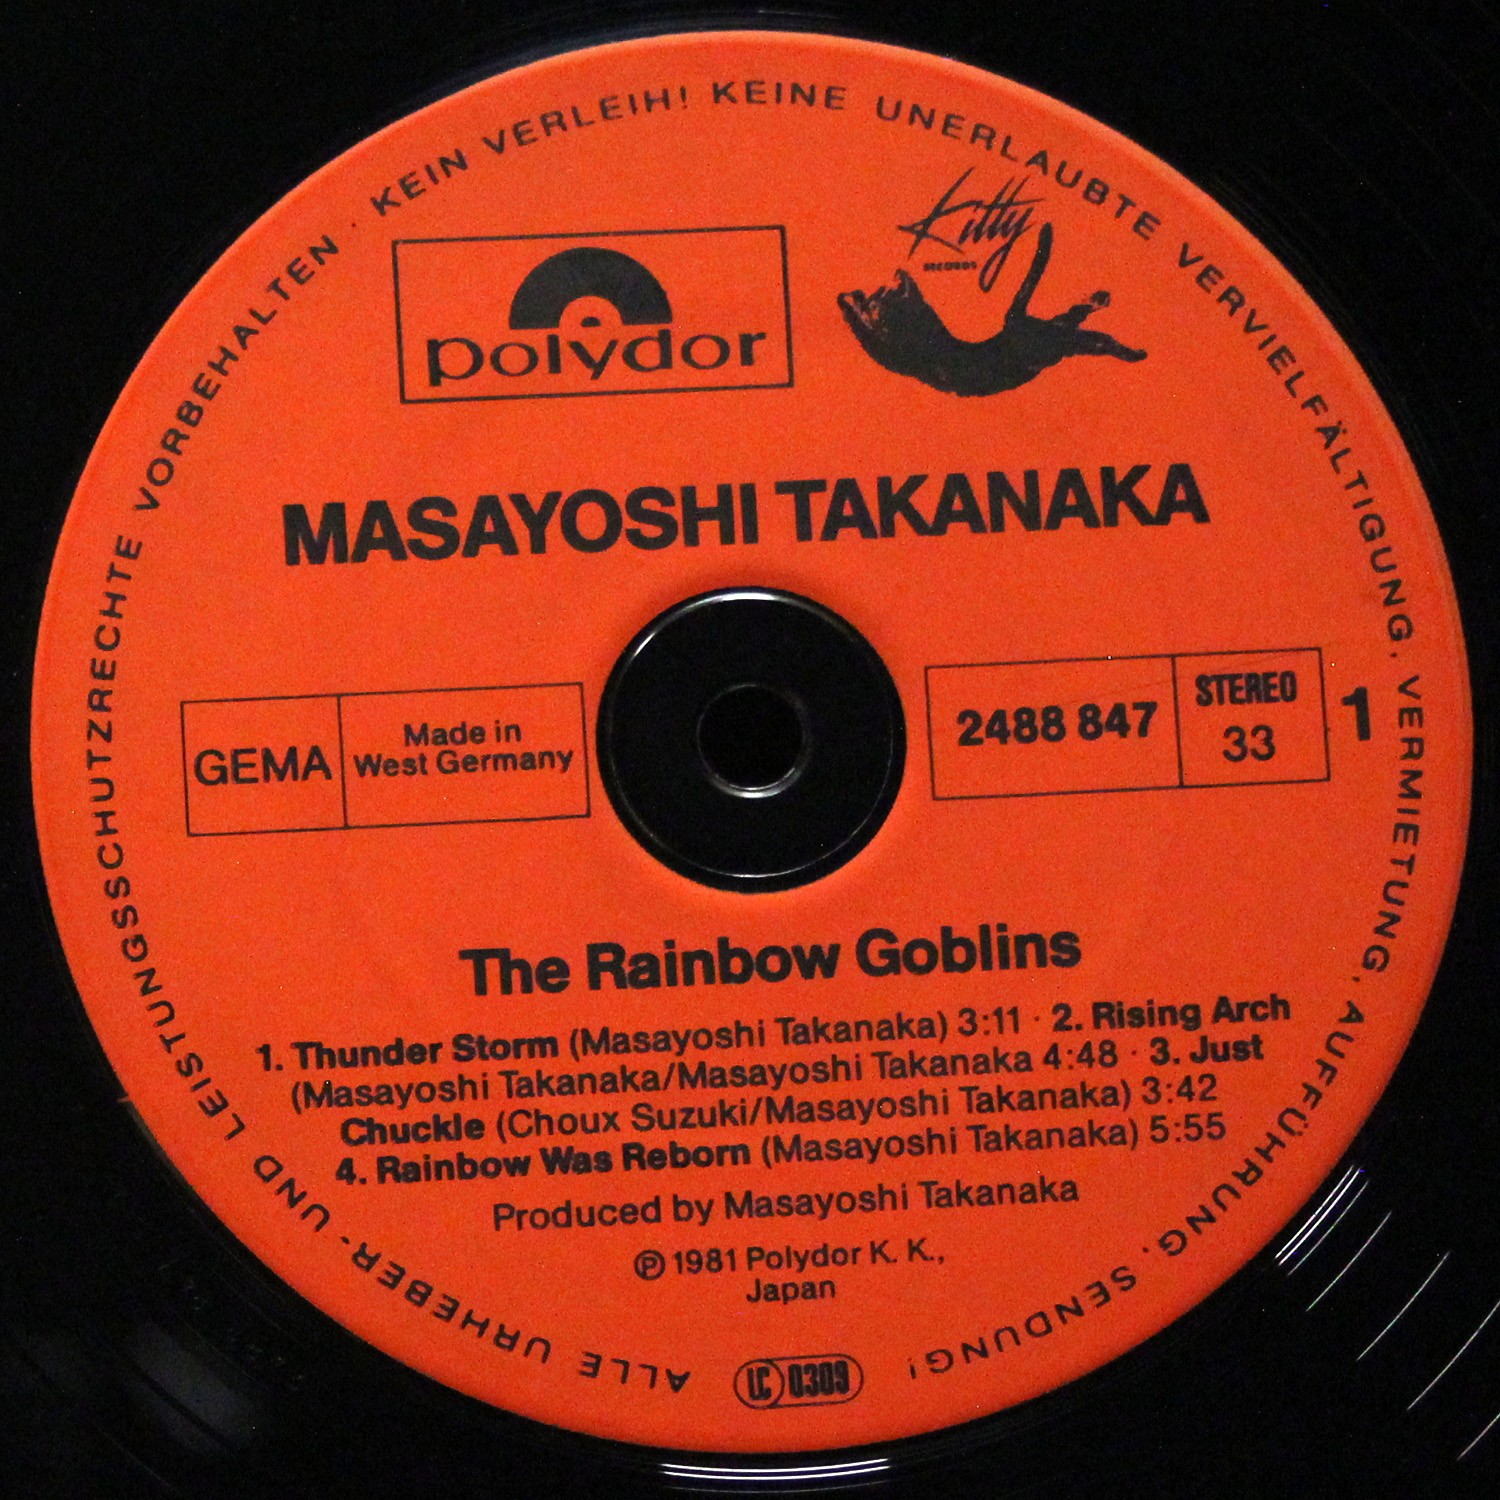 ALLE URHEBER- UND LEISTUNGSSCHUTZRECHTE VORBEHALTEN · KEIN VERLEIH! KEINE UNERLAUBTE VERVIELFÄLTIGUNG, VERMIETUNG, AUFFÜHRUNG, SENDUNG!
polydor
Kitty
RECORDS
MASAYOSHI TAKANAKA
GEMA
Made in
West Germany
2488 847
STEREO
33
1
The Rainbow Goblins
1. Thunder Storm (Masayoshi Takanaka) 3:11 · 2. Rising Arch
(Masayoshi Takanaka/Masayoshi Takanaka 4:48 · 3. Just
Chuckle (Choux Suzuki/Masayoshi Takanaka) 3:42
4. Rainbow Was Reborn (Masayoshi Takanaka) 5:55
Produced by Masayoshi Takanaka
℗ 1981 Polydor K. K.,
Japan
LC 0309